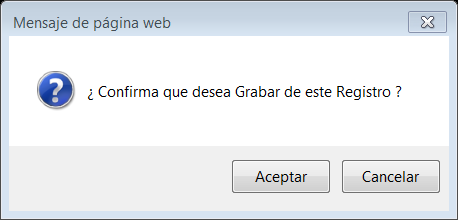 Mensaje de página web
¿ Confirma que desea Grabar de este Registro ?
Aceptar
Cancelar